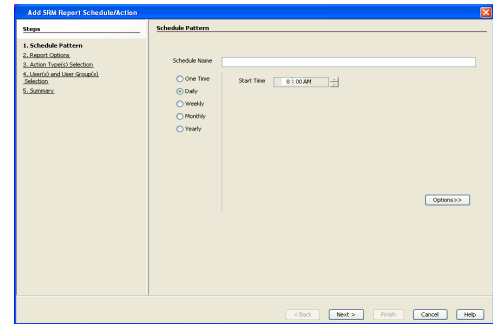 Add SRM Report Schedule/Action
Steps
1. Schedule Pattern
2. Report Options
3. Action Type(s) Selection
4. User(s) and User Group(s)
Selection
5. Summary
Schedule Pattern
Schedule Name
One Time
Start Time 8 : 00 AM
Daily
Weekly
Monthly
Yearly
Options>>
< Back Next > Finish Cancel Help